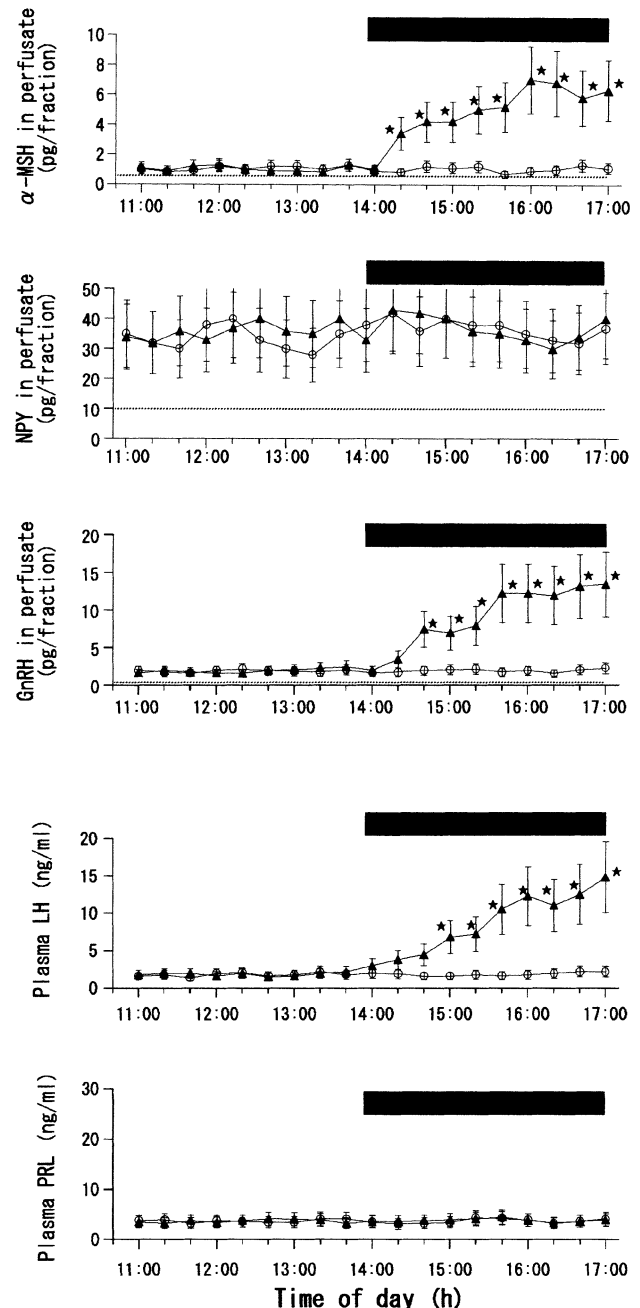 α-MSH in perfusate
(pg/fraction)
10
8
6
4
2
0
11:00 12:00 13:00 14:00 15:00 16:00 17:00
NPY in perfusate
(pg/fraction)
50
40
30
20
10
0
11:00 12:00 13:00 14:00 15:00 16:00 17:00
GnRH in perfusate
(pg/fraction)
20
15
10
5
0
11:00 12:00 13:00 14:00 15:00 16:00 17:00
Plasma LH (ng/ml)
20
15
10
5
0
11:00 12:00 13:00 14:00 15:00 16:00 17:00
Plasma PRL (ng/ml)
30
20
10
5
0
11:00 12:00 13:00 14:00 15:00 16:00 17:00
Time of day (h)